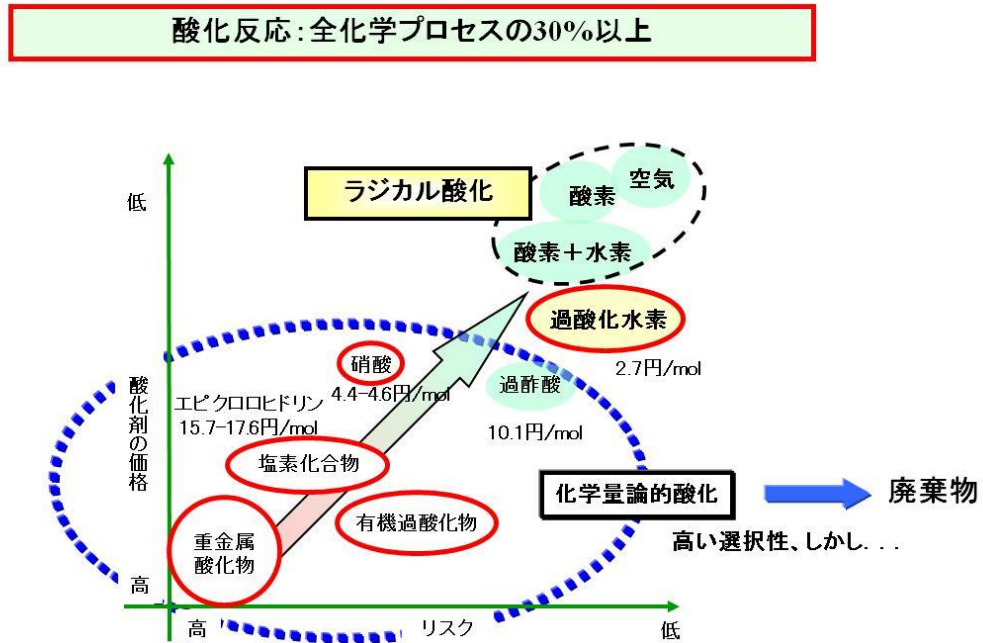 酸化反応：全化学プロセスの30%以上
低
ラジカル酸化
酸素
空気
酸素＋水素
過酸化水素
2.7円/mol
硝酸
4.4-4.6円/mol
過酢酸
10.1円/mol
酸化剤の価格
エピクロロヒドリン
15.7-17.6円/mol
塩素化合物
有機過酸化物
化学量論的酸化
廃棄物
高い選択性、しかし...
重金属
酸化物
高
高
リスク
低